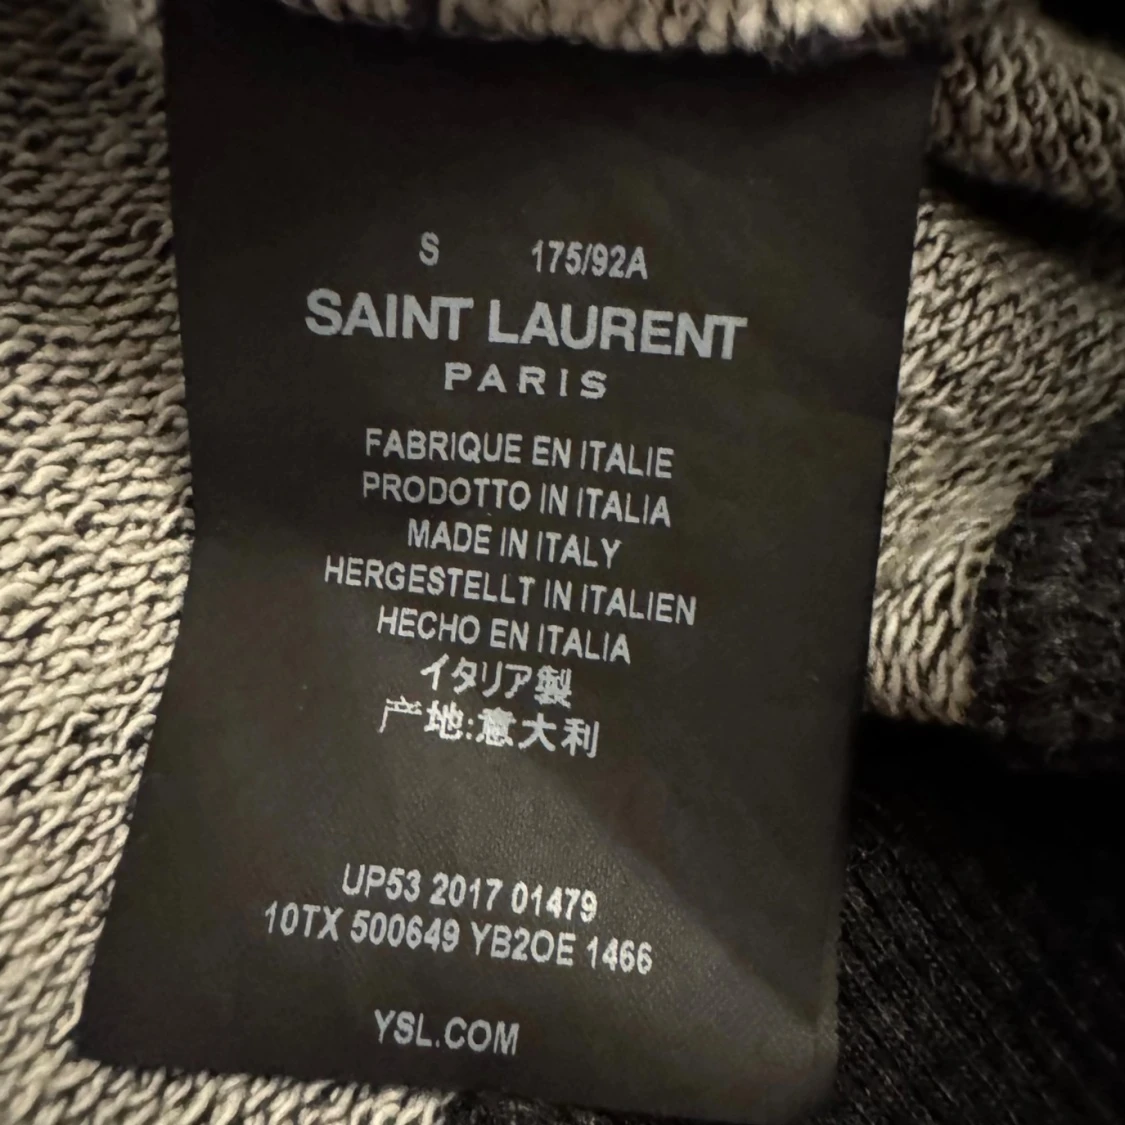 S 175/92A
SAINT LAURENT
PARIS
FABRIQUE EN ITALIE
PRODOTTO IN ITALIA
MADE IN ITALY
HERGESTELLT IN ITALIEN
HECHO EN ITALIA
イタリア製
产地:意大利
UP53 2017 01479
10TX 500649 YB2OE 1466
YSL.COM